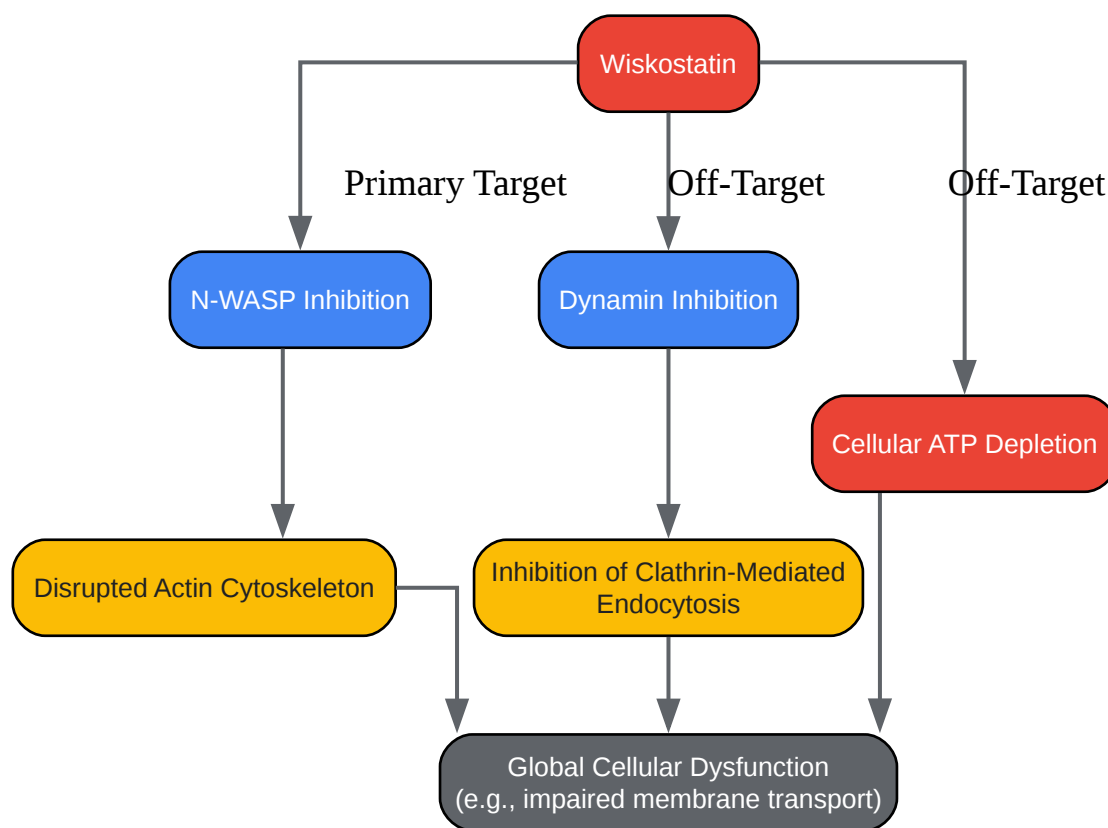 Wiskostatin
Primary Target
Off-Target
Off-Target
N-WASP Inhibition
Dynamin Inhibition
Cellular ATP Depletion
Disrupted Actin Cytoskeleton
Inhibition of Clathrin-Mediated
Endocytosis
Global Cellular Dysfunction
(e.g., impaired membrane transport)